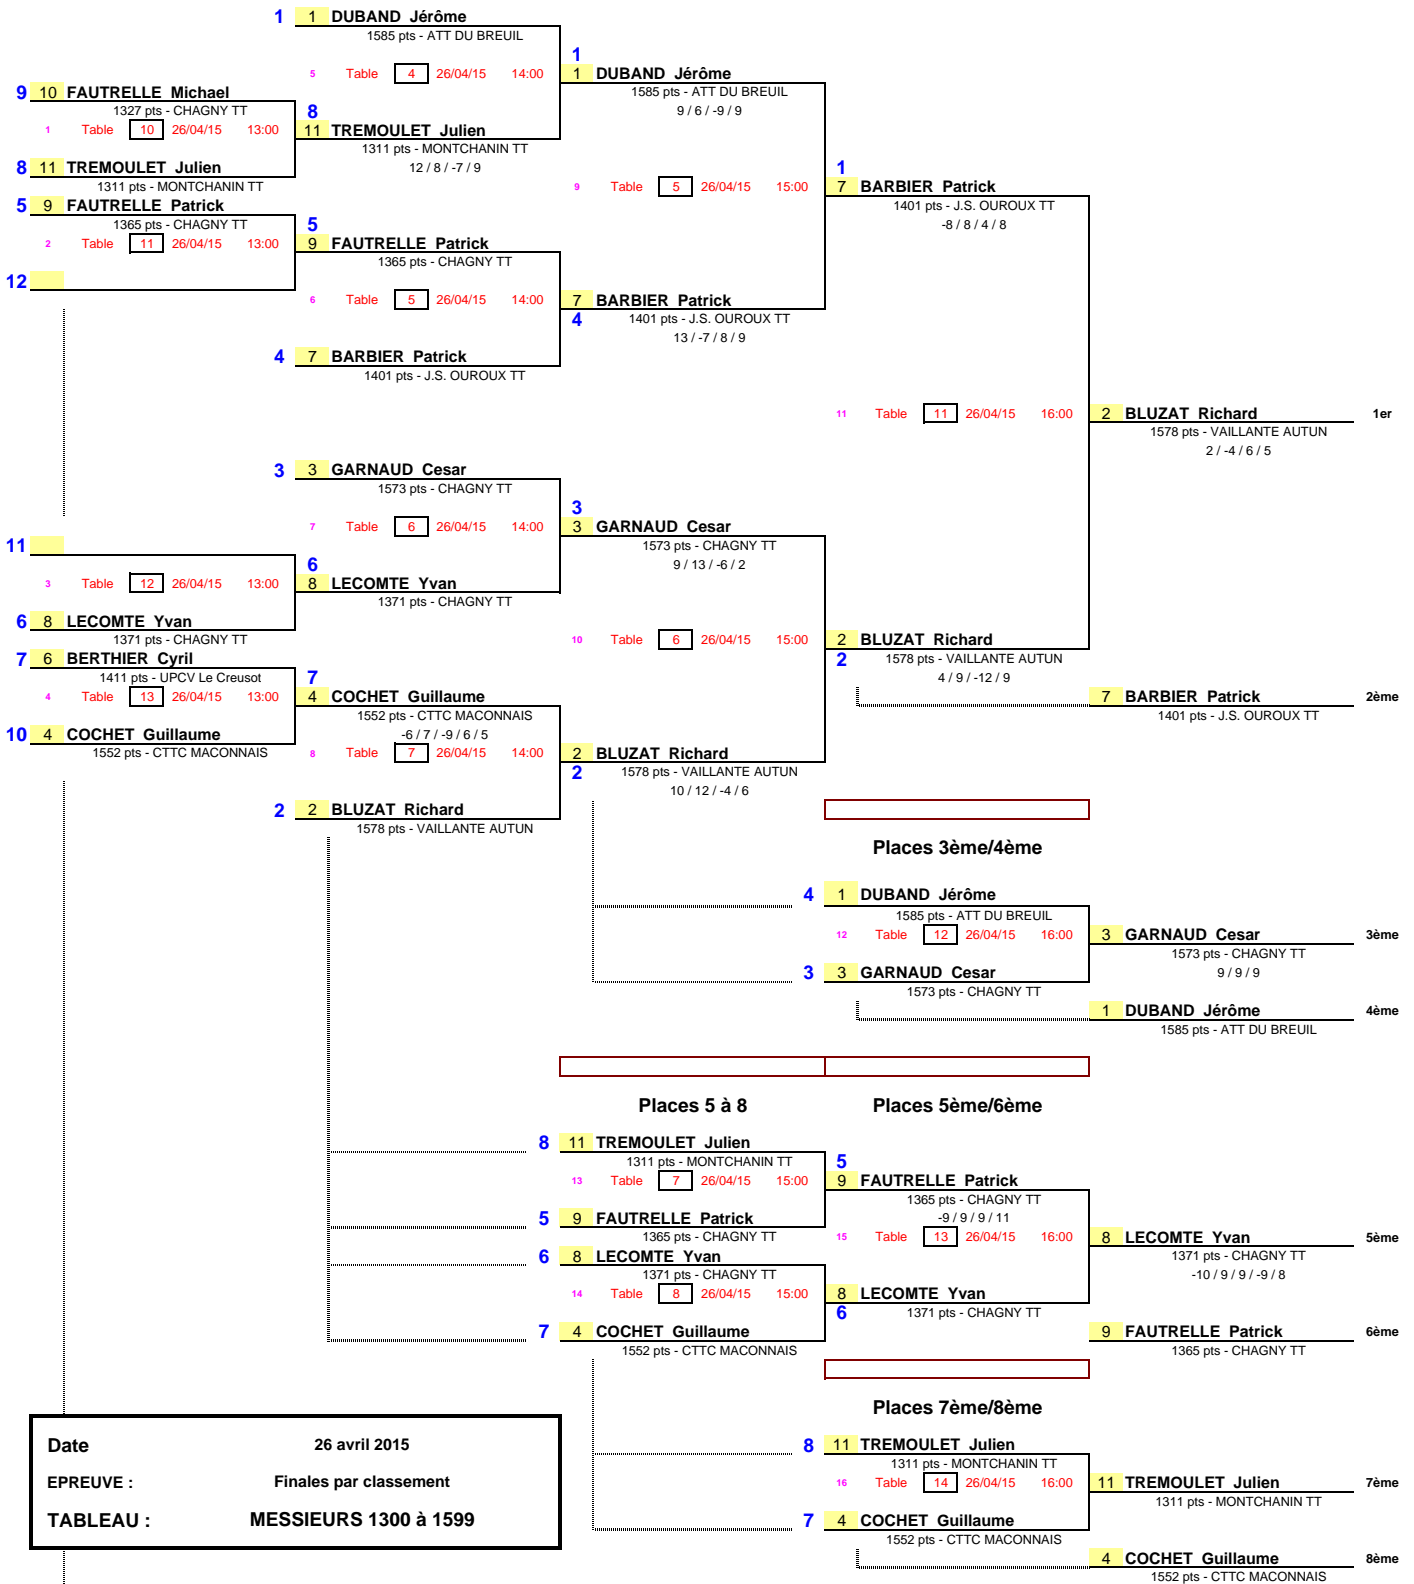 1 1 DUBAND Jérôme
1585 pts - ATT DU BREUIL
1
5 Table 4 26/04/15 14:00 1 DUBAND Jérôme
1585 pts - ATT DU BREUIL
9 10 FAUTRELLE Michael
1327 pts - CHAGNY TT 8 9 / 6 / -9 / 9
1 Table 10 26/04/15 13:00 11 TREMOULET Julien
1311 pts - MONTCHANIN TT
8 11 TREMOULET Julien 12 / 8 / -7 / 9 1
1311 pts - MONTCHANIN TT 9 Table 5 26/04/15 15:00 7 BARBIER Patrick
5 9 FAUTRELLE Patrick 1401 pts - J.S. OUROUX TT
1365 pts - CHAGNY TT 5 -8 / 8 / 4 / 8
2 Table 11 26/04/15 13:00 9 FAUTRELLE Patrick
1365 pts - CHAGNY TT
12
6 Table 5 26/04/15 14:00 7 BARBIER Patrick
4 1401 pts - J.S. OUROUX TT
13 / -7 / 8 / 9
4 7 BARBIER Patrick
1401 pts - J.S. OUROUX TT
11 Table 11 26/04/15 16:00 2 BLUZAT Richard 1er
1578 pts - VAILLANTE AUTUN
2 / -4 / 6 / 5
3 3 GARNAUD Cesar
1573 pts - CHAGNY TT
3
7 Table 6 26/04/15 14:00 3 GARNAUD Cesar
1573 pts - CHAGNY TT
11
6 9 / 13 / -6 / 2
3 Table 12 26/04/15 13:00 8 LECOMTE Yvan
1371 pts - CHAGNY TT
6 8 LECOMTE Yvan
1371 pts - CHAGNY TT 10 Table 6 26/04/15 15:00 2 BLUZAT Richard
7 6 BERTHIER Cyril 2 1578 pts - VAILLANTE AUTUN
1411 pts - UPCV Le Creusot 7 4 / 9 / -12 / 9
4 Table 13 26/04/15 13:00 4 COCHET Guillaume 7 BARBIER Patrick 2ème
1552 pts - CTTC MACONNAIS 1401 pts - J.S. OUROUX TT
10 4 COCHET Guillaume -6 / 7 / -9 / 6 / 5
1552 pts - CTTC MACONNAIS 8 Table 7 26/04/15 14:00 2 BLUZAT Richard
2 1578 pts - VAILLANTE AUTUN
10 / 12 / -4 / 6
2 2 BLUZAT Richard
1578 pts - VAILLANTE AUTUN
Places 3ème/4ème
4 1 DUBAND Jérôme
1585 pts - ATT DU BREUIL
12 Table 12 26/04/15 16:00 3 GARNAUD Cesar 3ème
1573 pts - CHAGNY TT
3 3 GARNAUD Cesar 9 / 9 / 9
1573 pts - CHAGNY TT
1 DUBAND Jérôme 4ème
1585 pts - ATT DU BREUIL
Places 5 à 8 Places 5ème/6ème
8 11 TREMOULET Julien
1311 pts - MONTCHANIN TT 5
13 Table 7 26/04/15 15:00 9 FAUTRELLE Patrick
1365 pts - CHAGNY TT
5 9 FAUTRELLE Patrick -9 / 9 / 9 / 11
1365 pts - CHAGNY TT 15 Table 13 26/04/15 16:00 8 LECOMTE Yvan 5ème
6 8 LECOMTE Yvan 1371 pts - CHAGNY TT
1371 pts - CHAGNY TT -10 / 9 / 9 / -9 / 8
14 Table 8 26/04/15 15:00 8 LECOMTE Yvan
6 1371 pts - CHAGNY TT
7 4 COCHET Guillaume 9 FAUTRELLE Patrick 6ème
1552 pts - CTTC MACONNAIS 1365 pts - CHAGNY TT
Places 7ème/8ème
8 11 TREMOULET Julien
1311 pts - MONTCHANIN TT
16 Table 14 26/04/15 16:00 11 TREMOULET Julien 7ème
1311 pts - MONTCHANIN TT
7 4 COCHET Guillaume
1552 pts - CTTC MACONNAIS
4 COCHET Guillaume 8ème
1552 pts - CTTC MACONNAIS
Date 26 avril 2015
EPREUVE : Finales par classement
TABLEAU : MESSIEURS 1300 à 1599